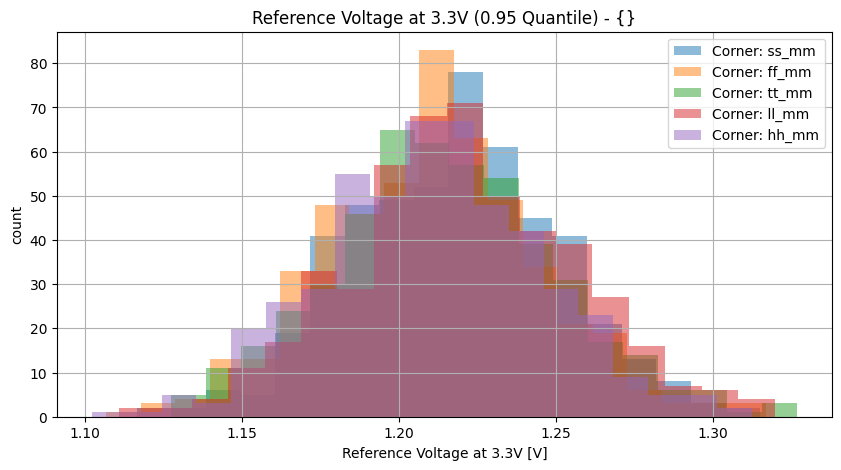 Reference Voltage at 3.3V (0.95 Quantile) - {}
Corner: ss_mm
Corner: ff_mm
Corner: tt_mm
Corner: ll_mm
Corner: hh_mm
80
70
60
50
40
30
20
10
0
count
1.10 1.15 1.20 1.25 1.30
Reference Voltage at 3.3V [V]